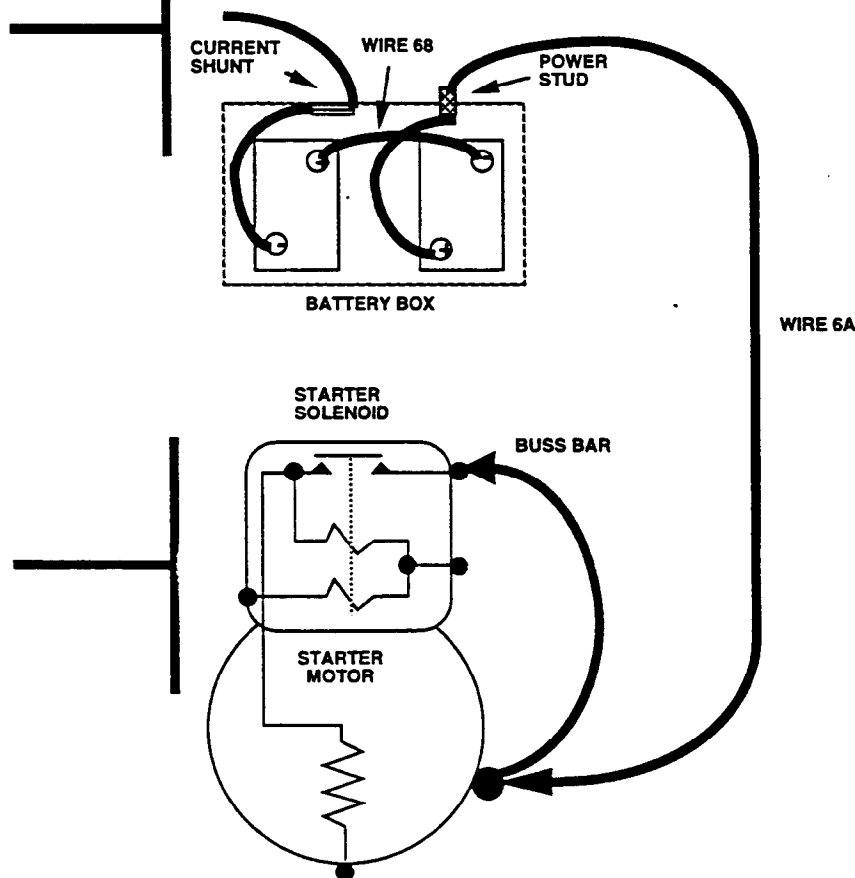 CURRENT
SHUNT
WIRE 68
POWER
STUD
BATTERY BOX
WIRE 6A
STARTER
SOLENOID
BUSS BAR
STARTER
MOTOR